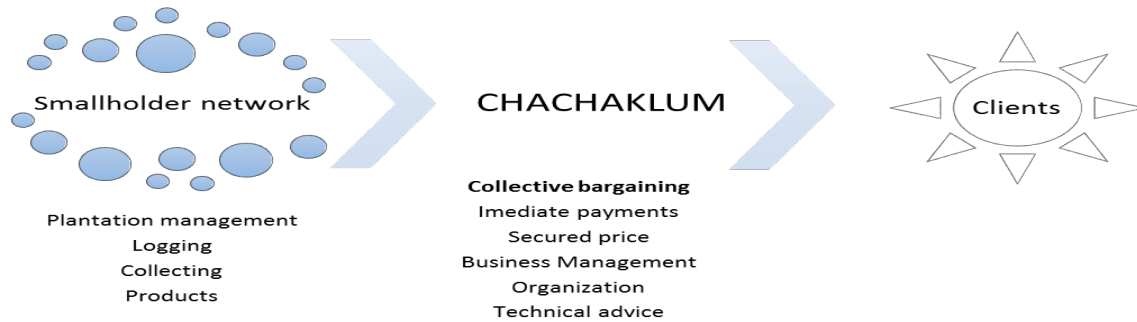 Smallholder network
CHACHAKLUM
Clients
Plantation management
Logging
Collecting
Products
Collective bargaining
Imediate payments
Secured price
Business Management
Organization
Technical advice